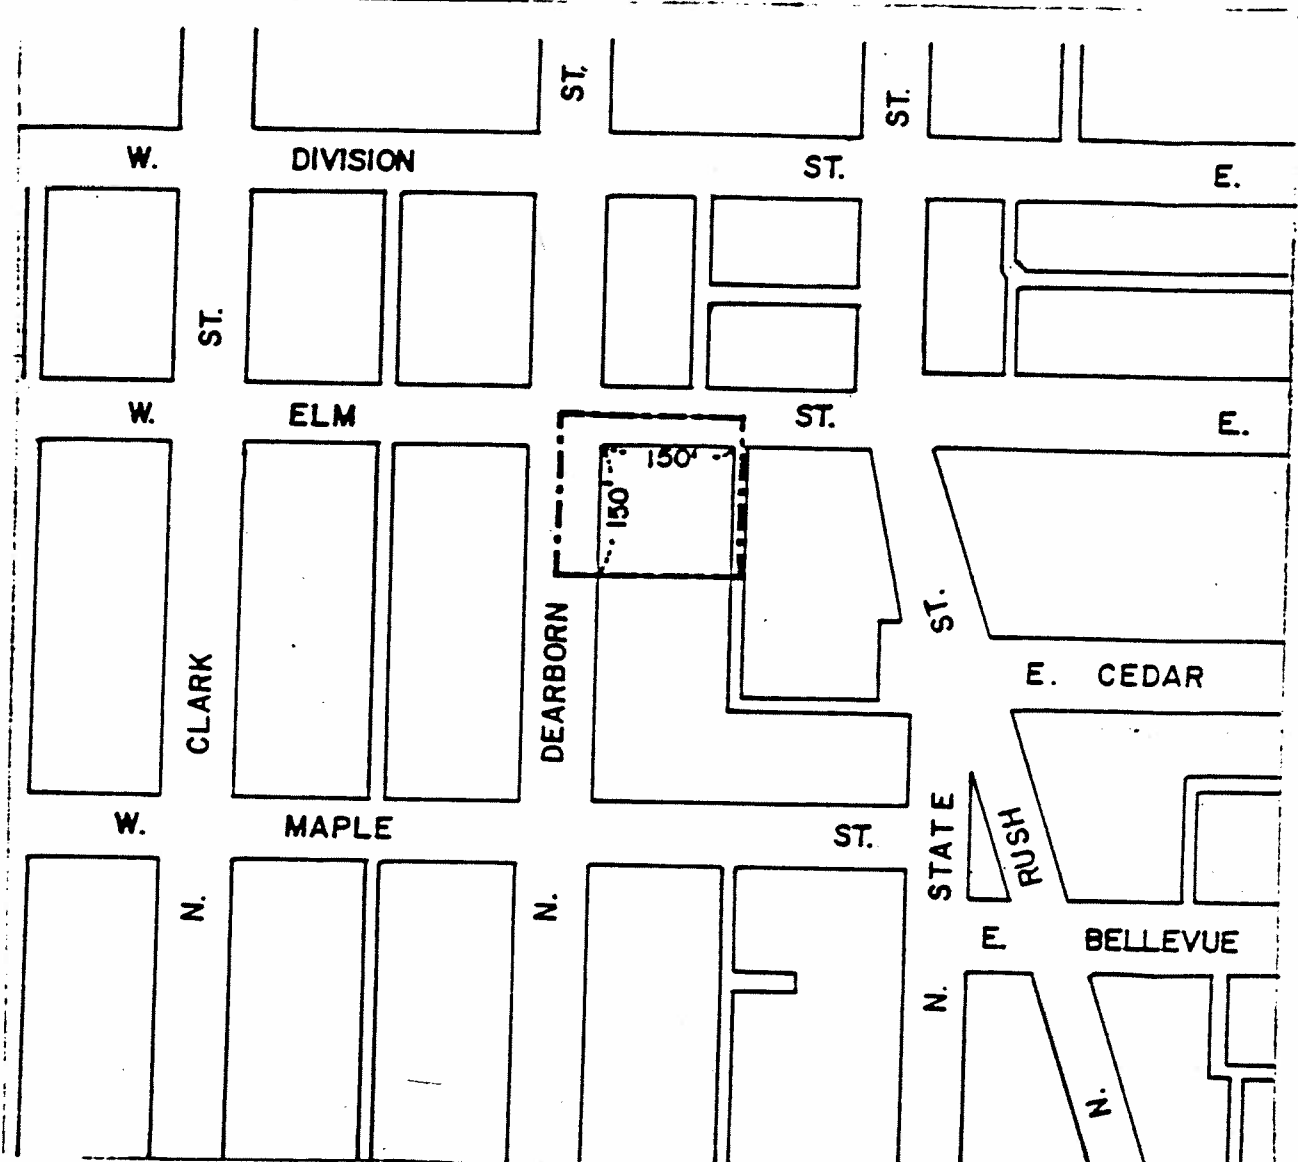 ST.
ST.
W. DIVISION ST. E.
ST.
W. ELM ST. E.
150'
150'
ST.
E. CEDAR
CLARK
DEARBORN
STATE
RUSH
W. MAPLE ST.
N.
N.
E. BELLEVUE
N.
N.